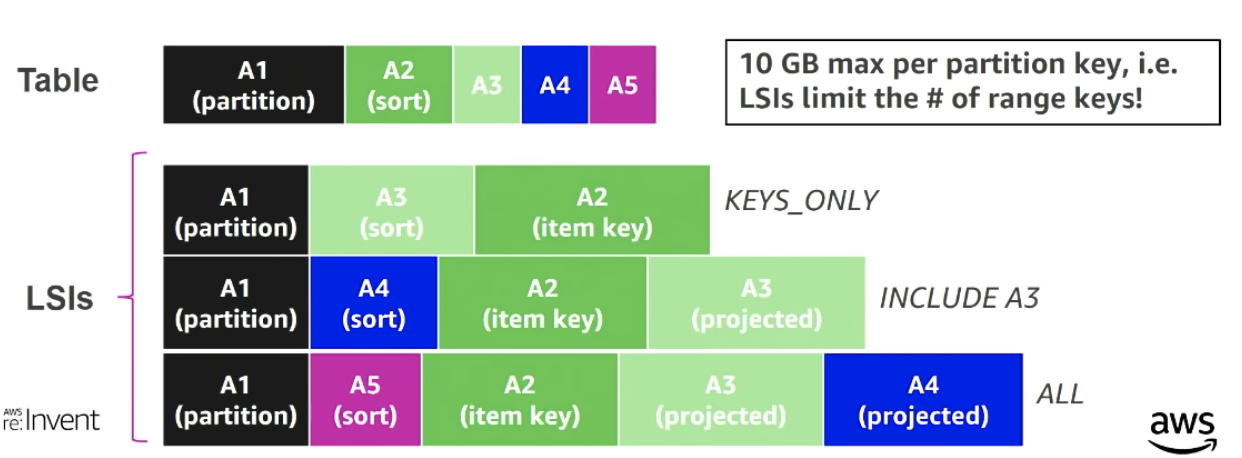 Table
A1
(partition)
A2
(sort)
A3
A4
A5
10 GB max per partition key, i.e.
LSIs limit the # of range keys!
LSIs
A1
(partition)
A3
(sort)
A2
(item key)
KEYS_ONLY
A1
(partition)
A4
(sort)
A2
(item key)
A3
(projected)
INCLUDE A3
A1
(partition)
A5
(sort)
A2
(item key)
A3
(projected)
A4
(projected)
ALL
AWS
re:Invent
aws